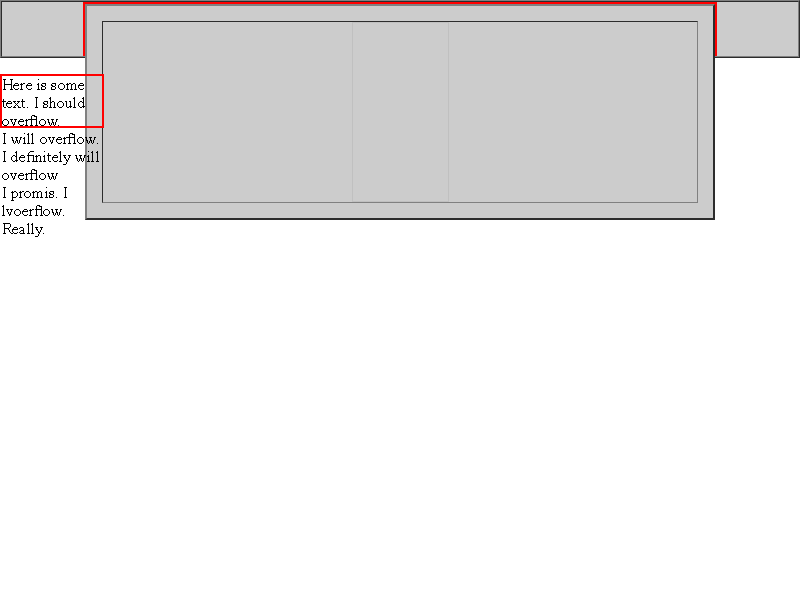 Here is some
text. I should
overflow.
I will overflow.
I definitely will
overflow
I promis. I
lvoerflow.
Really.